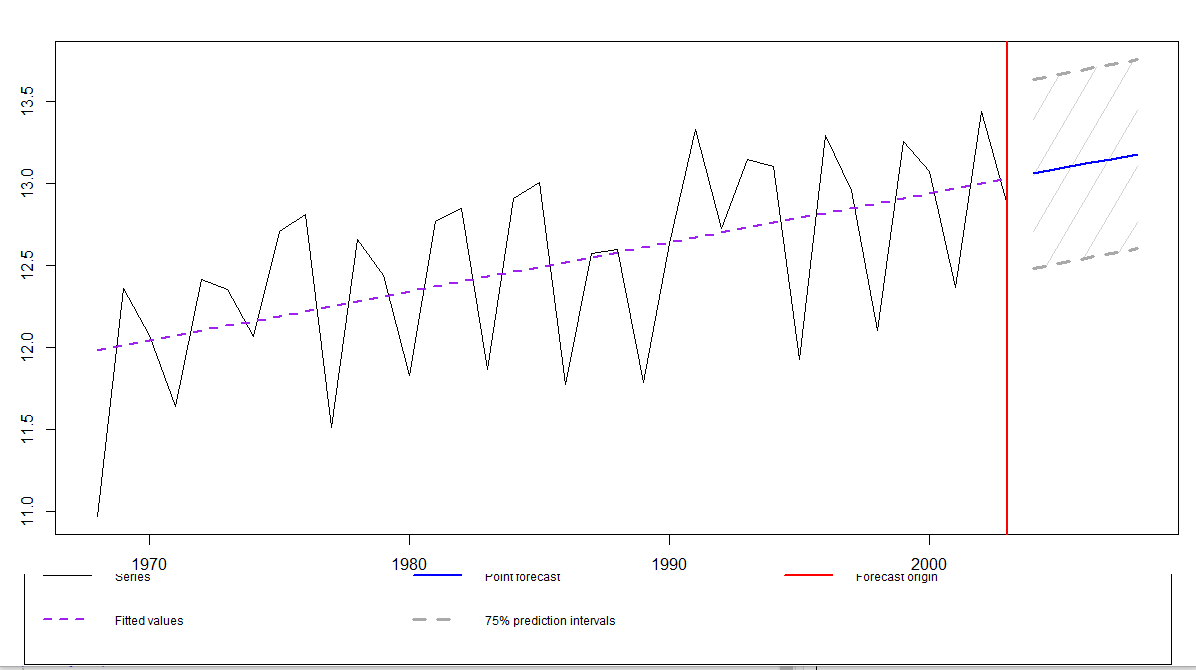 13.5
13.0
12.5
12.0
11.5
11.0
1970 1980 1990 2000
Series Point forecast Forecast origin
Fitted values 75% prediction intervals